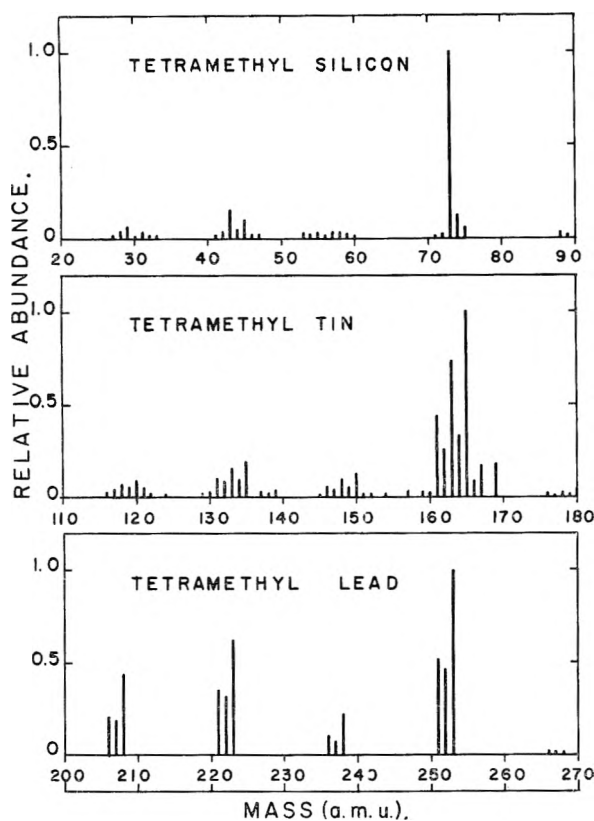 RELATIVE ABUNDANCE.
TETRAMETHYL SILICON
1.0
0.5
0
20 30 40 50 60 70 80 90
TETRAMETHYL TIN
1.0
0.5
0
110 120 130 140 150 160 170 180
TETRAMETHYL LEAD
1.0
0.5
0
200 210 220 230 240 250 260 270
MASS (a.m.u.),